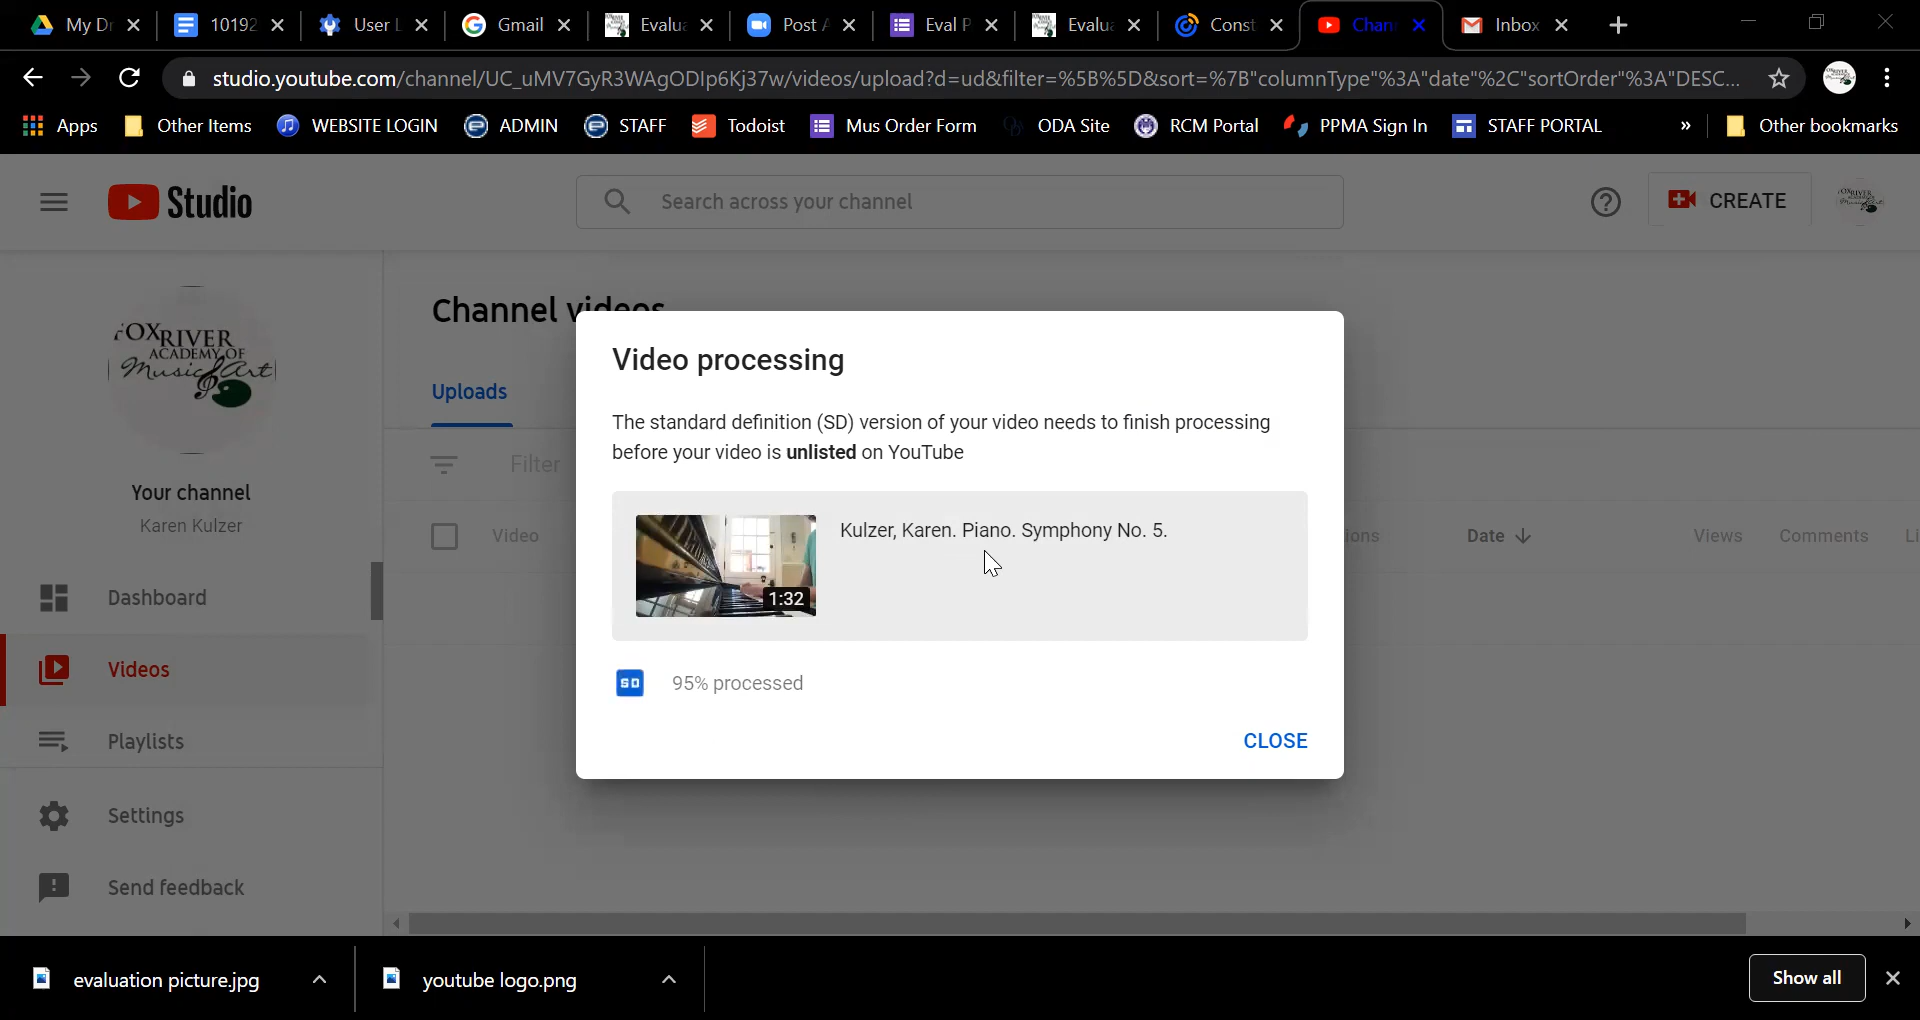 My Dr
10192
User L
Gmail
Evalua
Post A
Eval P
Evalua
Const
Chan
Inbox
studio.youtube.com/channel/UC_uMV7GyR3WAgODIp6Kj37w/videos/upload?d=ud&filter=%5B%5D&sort=%7B"columnType"%3A"date"%2C"sortOrder"%3A"DESC...
Apps
Other Items
WEBSITE LOGIN
ADMIN
STAFF
Todoist
Mus Order Form
ODA Site
RCM Portal
PPMA Sign In
STAFF PORTAL
»
Other bookmarks
Studio
Search across your channel
CREATE
OXRIVER
ACADEMY OF
Music Art
Your channel
Karen Kulzer
Dashboard
Videos
Playlists
Settings
Send feedback
Channel videos
Uploads
Filter
Video
ions
Date
Views
Comments
Li
Video processing
The standard definition (SD) version of your video needs to finish processing
before your video is unlisted on YouTube
1:32
Kulzer, Karen. Piano. Symphony No. 5.
SD
95% processed
CLOSE
evaluation picture.jpg
youtube logo.png
Show all